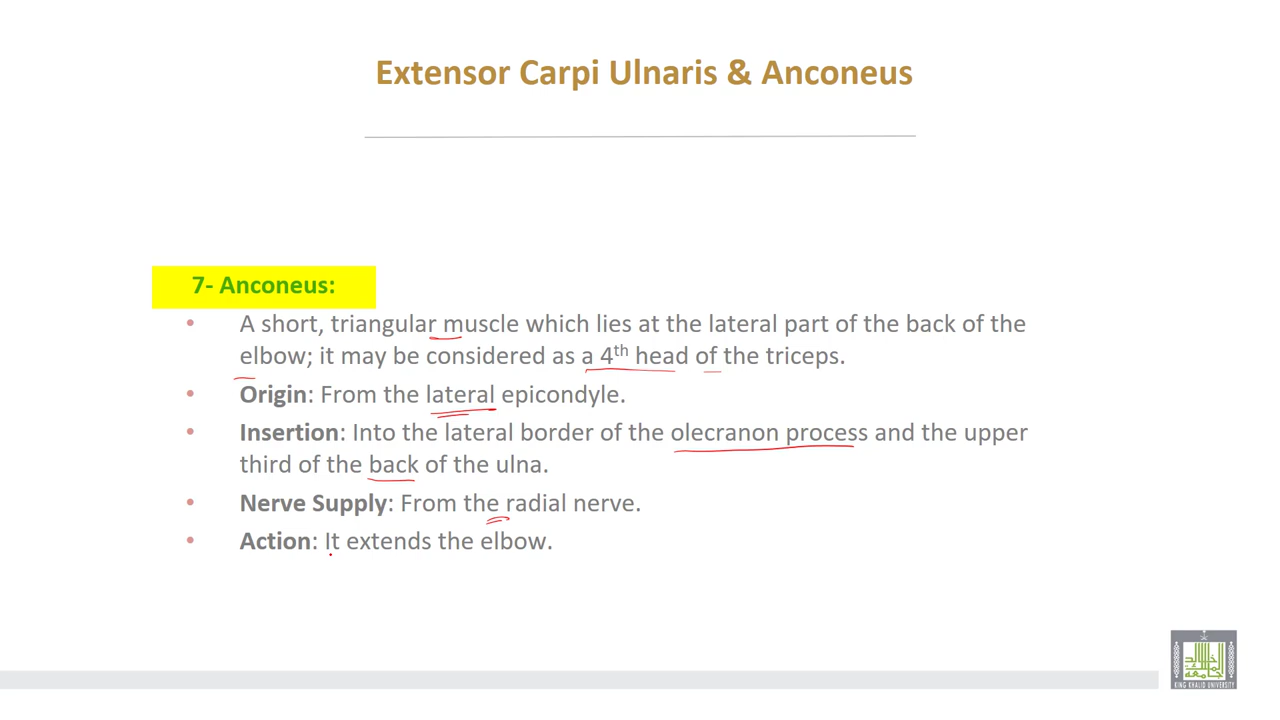 Extensor Carpi Ulnaris & Anconeus
7- Anconeus:
• A short, triangular muscle which lies at the lateral part of the back of the
elbow; it may be considered as a 4th head of the triceps.
• Origin: From the lateral epicondyle.
• Insertion: Into the lateral border of the olecranon process and the upper
third of the back of the ulna.
• Nerve Supply: From the radial nerve.
• Action: It extends the elbow.
KING KHALID UNIVERSITY